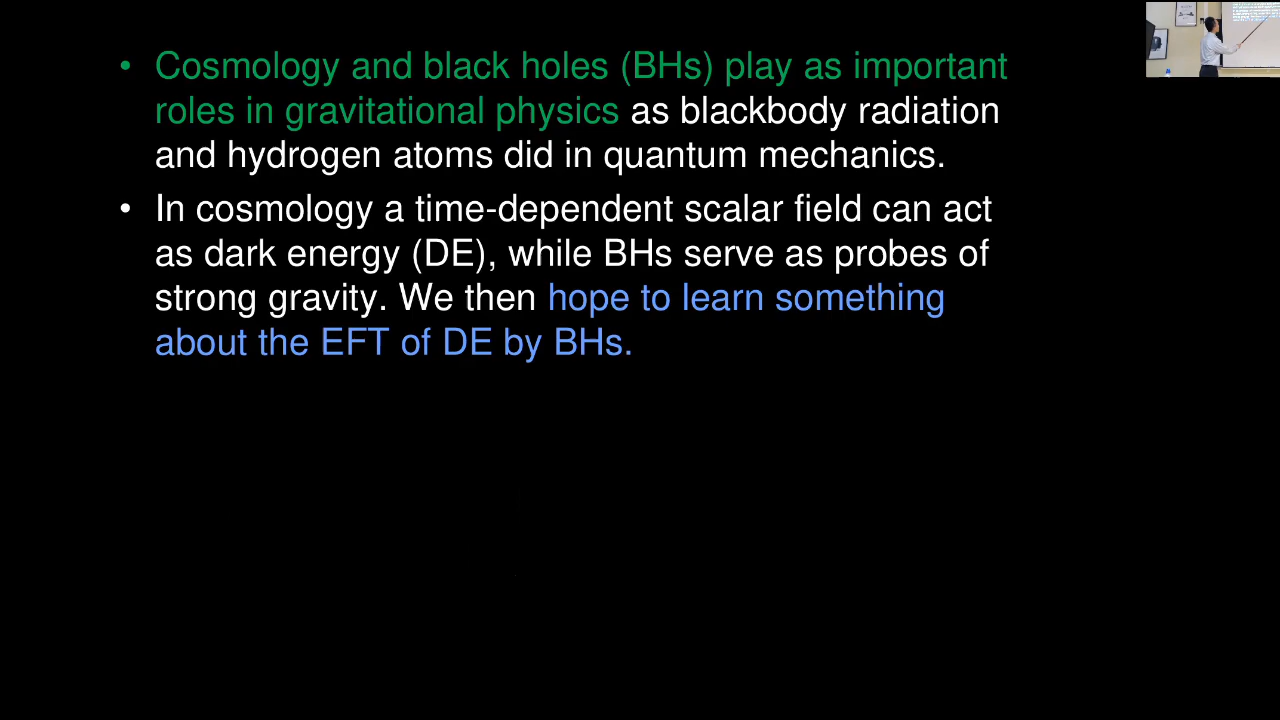 • Cosmology and black holes (BHs) play as important
roles in gravitational physics as blackbody radiation
and hydrogen atoms did in quantum mechanics.
• In cosmology a time-dependent scalar field can act
as dark energy (DE), while BHs serve as probes of
strong gravity. We then hope to learn something
about the EFT of DE by BHs.